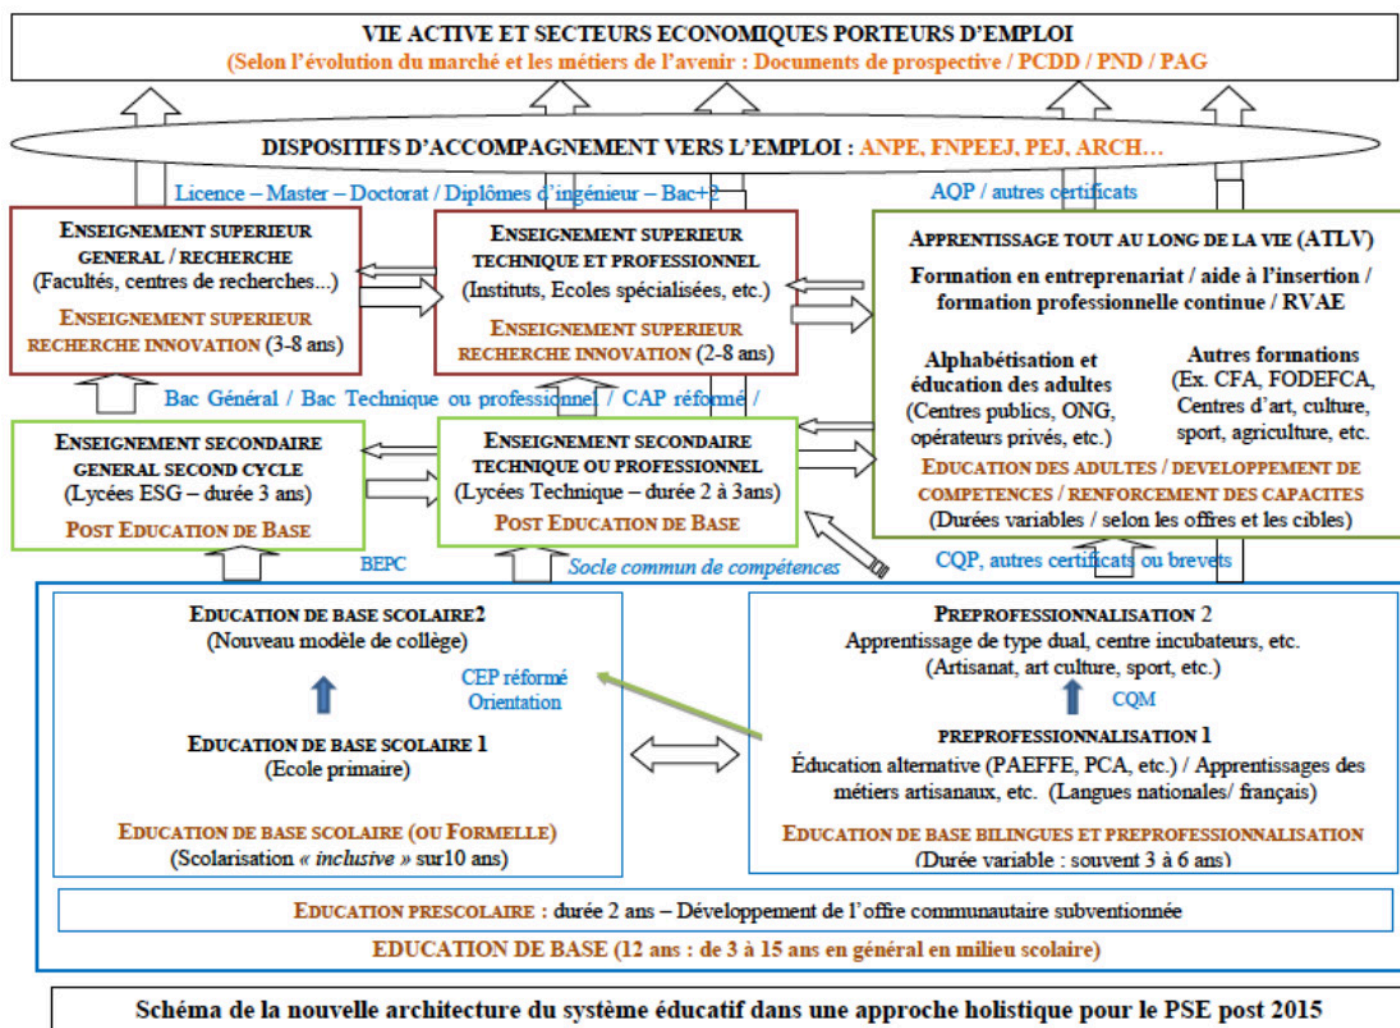 VIE ACTIVE ET SECTEURS ECONOMIQUES PORTEURS D'EMPLOI
(Selon l'évolution du marché et les métiers de l'avenir : Documents de prospective / PCDD / PND / PAG
DISPOSITIFS D'ACCOMPAGNEMENT VERS L'EMPLOI : ANPE, FNPEEJ, PEJ, ARCH…
Licence – Master – Doctorat / Diplômes d'ingénieur – Bac+2
AQP / autres certificats
ENSEIGNEMENT SUPERIEUR
GENERAL / RECHERCHE
(Facultés, centres de recherches...)
ENSEIGNEMENT SUPERIEUR
RECHERCHE INNOVATION (3-8 ans)
ENSEIGNEMENT SUPERIEUR
TECHNIQUE ET PROFESSIONNEL
(Instituts, Ecoles spécialisées, etc.)
ENSEIGNEMENT SUPERIEUR
RECHERCHE INNOVATION (2-8 ans)
APPRENTISSAGE TOUT AU LONG DE LA VIE (ATLV)
Formation en entreprenariat / aide à l'insertion /
formation professionnelle continue / RVAE
Alphabétisation et
éducation des adultes
(Centres publics, ONG,
opérateurs privés, etc.)
Autres formations
(Ex. CFA, FODEFCA,
Centres d'art, culture,
sport, agriculture, etc.
EDUCATION DES ADULTES / DEVELOPPEMENT DE
COMPETENCES / RENFORCEMENT DES CAPACITES
(Durées variables / selon les offres et les cibles)
Bac Général / Bac Technique ou professionnel / CAP réformé /
ENSEIGNEMENT SECONDAIRE
GENERAL SECOND CYCLE
(Lycées ESG – durée 3 ans)
POST EDUCATION DE BASE
ENSEIGNEMENT SECONDAIRE
TECHNIQUE OU PROFESSIONNEL
(Lycées Technique – durée 2 à 3ans)
POST EDUCATION DE BASE
BEPC
Socle commun de compétences
CQP, autres certificats ou brevets
EDUCATION DE BASE SCOLAIRE2
(Nouveau modèle de collège)
CEP réformé
Orientation
EDUCATION DE BASE SCOLAIRE 1
(Ecole primaire)
EDUCATION DE BASE SCOLAIRE (OU FORMELLE)
(Scolarisation « inclusive » sur10 ans)
PREPROFESSIONNALISATION 2
Apprentissage de type dual, centre incubateurs, etc.
(Artisanat, art culture, sport, etc.)
CQM
PREPROFESSIONNALISATION 1
Éducation alternative (PAEFFE, PCA, etc.) / Apprentissages des
métiers artisanaux, etc. (Langues nationales/ français)
EDUCATION DE BASE BILINGUES ET PREPROFESSIONNALISATION
(Durée variable : souvent 3 à 6 ans)
EDUCATION PRESCOLAIRE : durée 2 ans – Développement de l'offre communautaire subventionnée
EDUCATION DE BASE (12 ans : de 3 à 15 ans en général en milieu scolaire)
Schéma de la nouvelle architecture du système éducatif dans une approche holistique pour le PSE post 2015